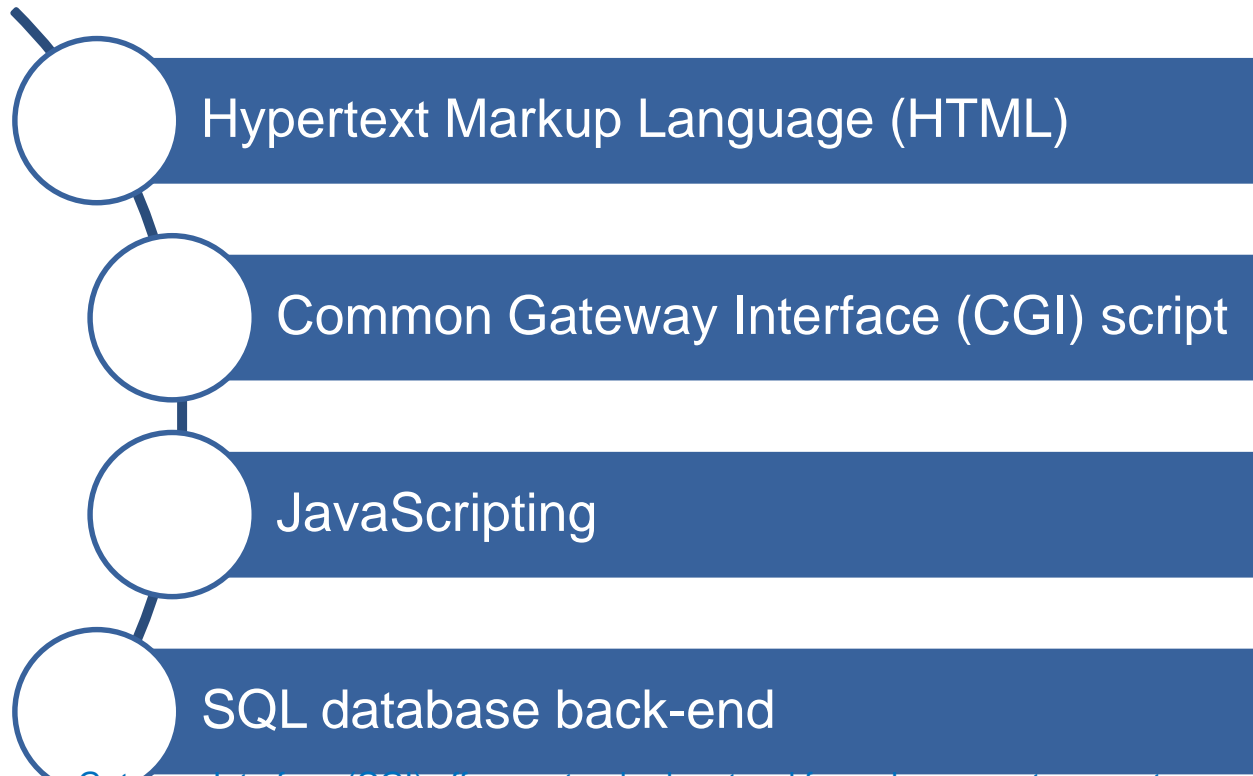 Hypertext Markup Language (HTML)
Common Gateway Interface (CGI) script
JavaScripting
SQL database back-end